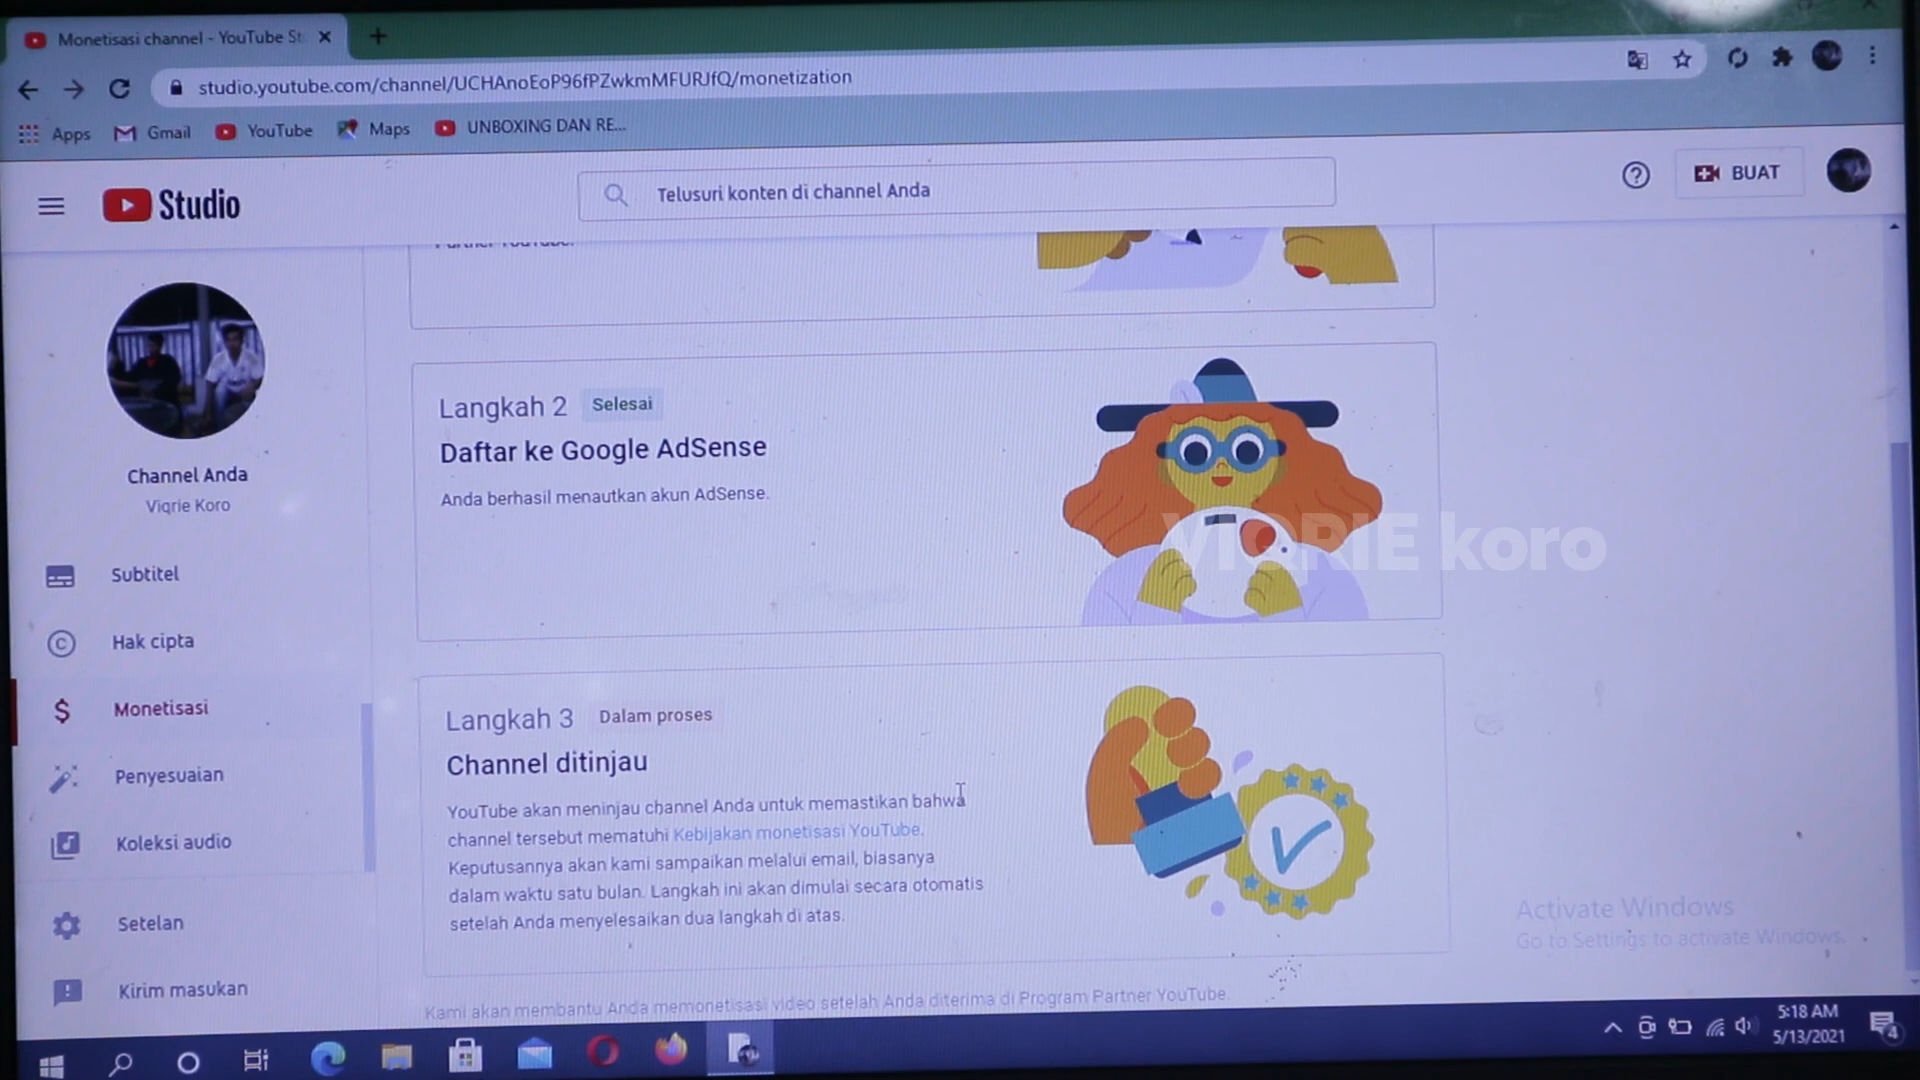 Monetisasi channel - YouTube St
studio.youtube.com/channel/UCHAnoEoP96fPZwkmMFURJfQ/monetization
Apps
Gmail
YouTube
Maps
UNBOXING DAN RE...
Studio
Telusuri konten di channel Anda
BUAT
Channel Anda
Viqrie Koro
Subtitel
Hak cipta
Monetisasi
Penyesuaian
Koleksi audio
Setelan
Kirim masukan
Langkah 2 Selesai
Daftar ke Google AdSense
Anda berhasil menautkan akun AdSense.
VIQRIE koro
Langkah 3 Dalam proses
Channel ditinjau
YouTube akan meninjau channel Anda untuk memastikan bahwa
channel tersebut mematuhi Kebijakan monetisasi YouTube.
Keputusannya akan kami sampaikan melalui email, biasanya
dalam waktu satu bulan. Langkah ini akan dimulai secara otomatis
setelah Anda menyelesaikan dua langkah di atas.
Kami akan membantu Anda memonetisasi video setelah Anda diterima di Program Partner YouTube.
Activate Windows
Go to Settings to activate Windows.
5:18 AM
5/13/2021
4